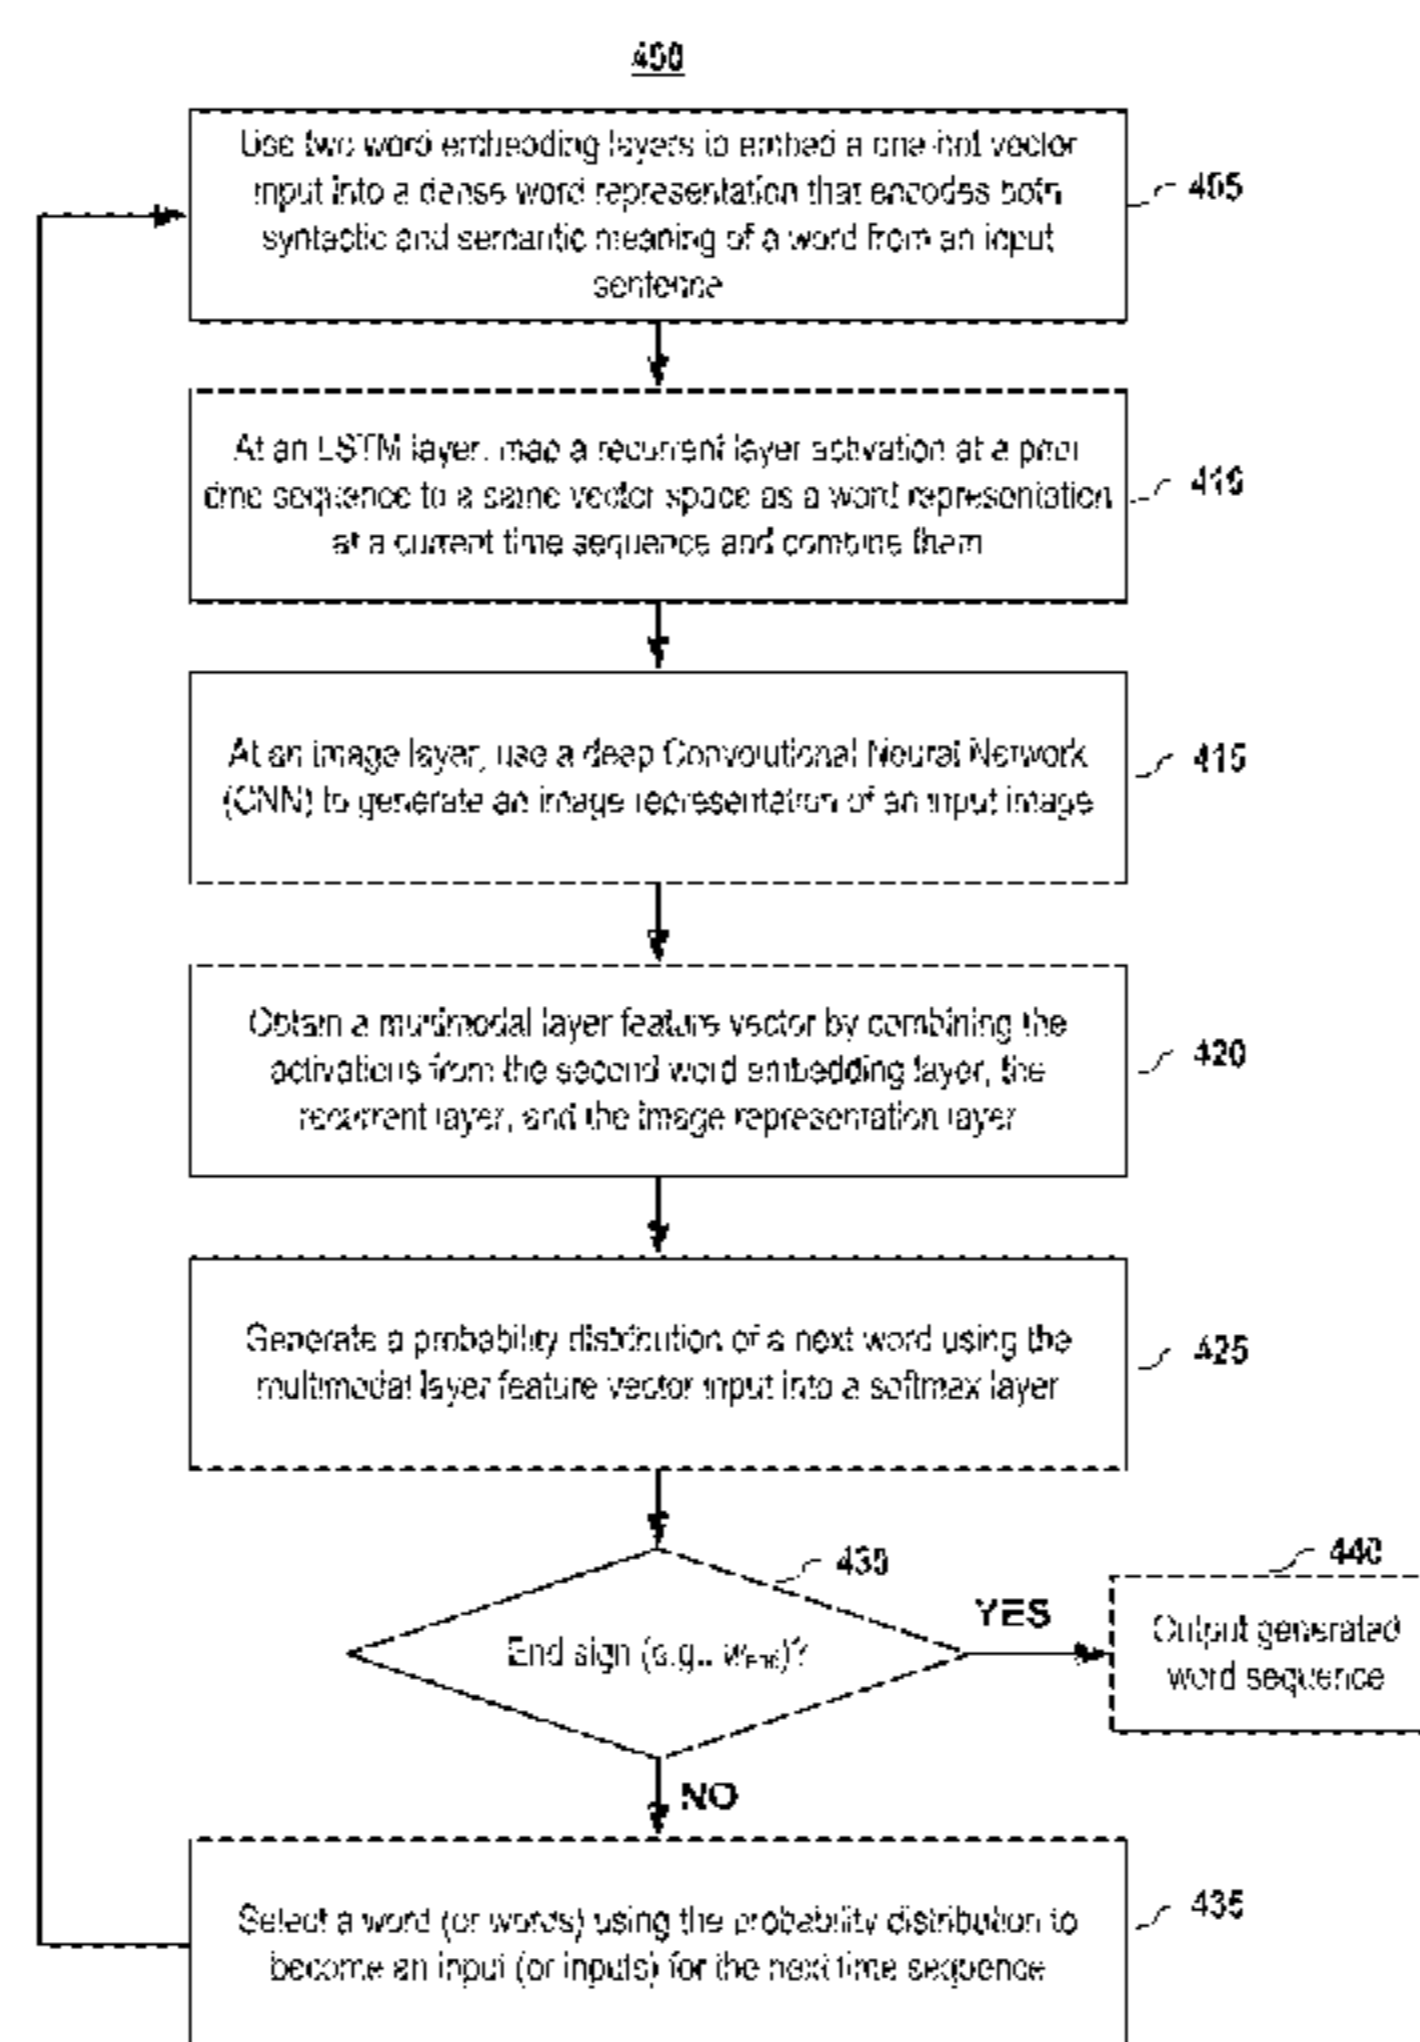 400
Use two word embedding layers to embed a one-hot vector
input into a dense word representation that encodes both
syntactic and semantic meaning of a word from an input
sentence
405
At an LSTM layer, map a recurrent layer activation at a prior
time sequence to a same vector space as a word representation
at a current time sequence and combine them
410
At an image layer, use a deep Convoutional Neural Network
(CNN) to generate an image representation of an input image
415
Obtain a multimodal layer feature vector by combining the
activations from the second word embedding layer, the
recurrent layer, and the image representation layer
420
Generate a probability distribution of a next word using the
multimodal layer feature vector input into a softmax layer
425
430
End sign (e.g., wEnd)?
YES
440
Output generated
word sequence
NO
Select a word (or words) using the probability distribution to
become an input (or inputs) for the next time sequence
435